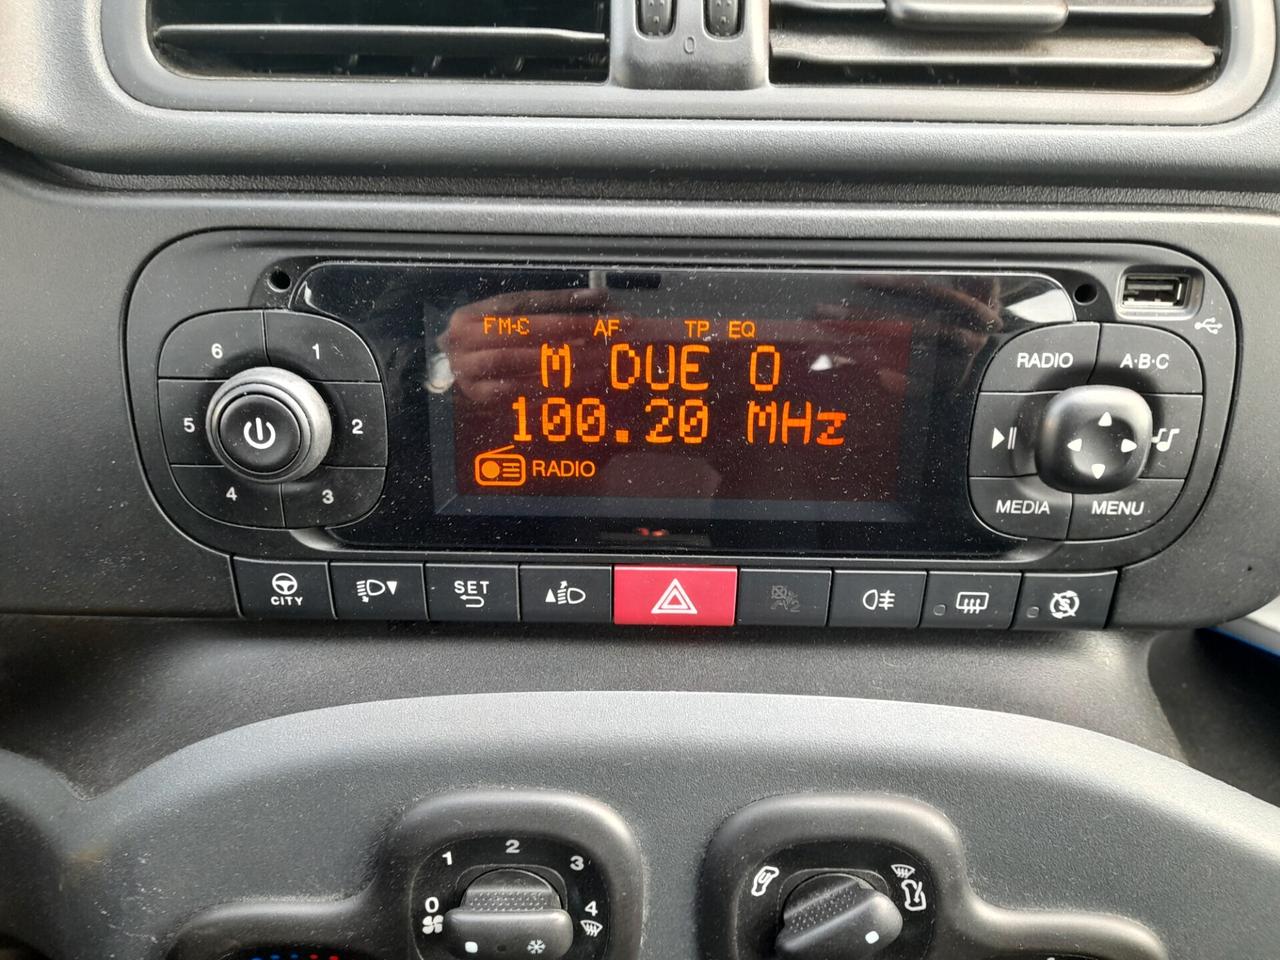 0
FM-C AF TP EQ
M DUE O
100.20 MHz
RADIO
6 1
5 2
4 3
RADIO A·B·C
MEDIA MENU
CITY
SET
0 1 2 3 4